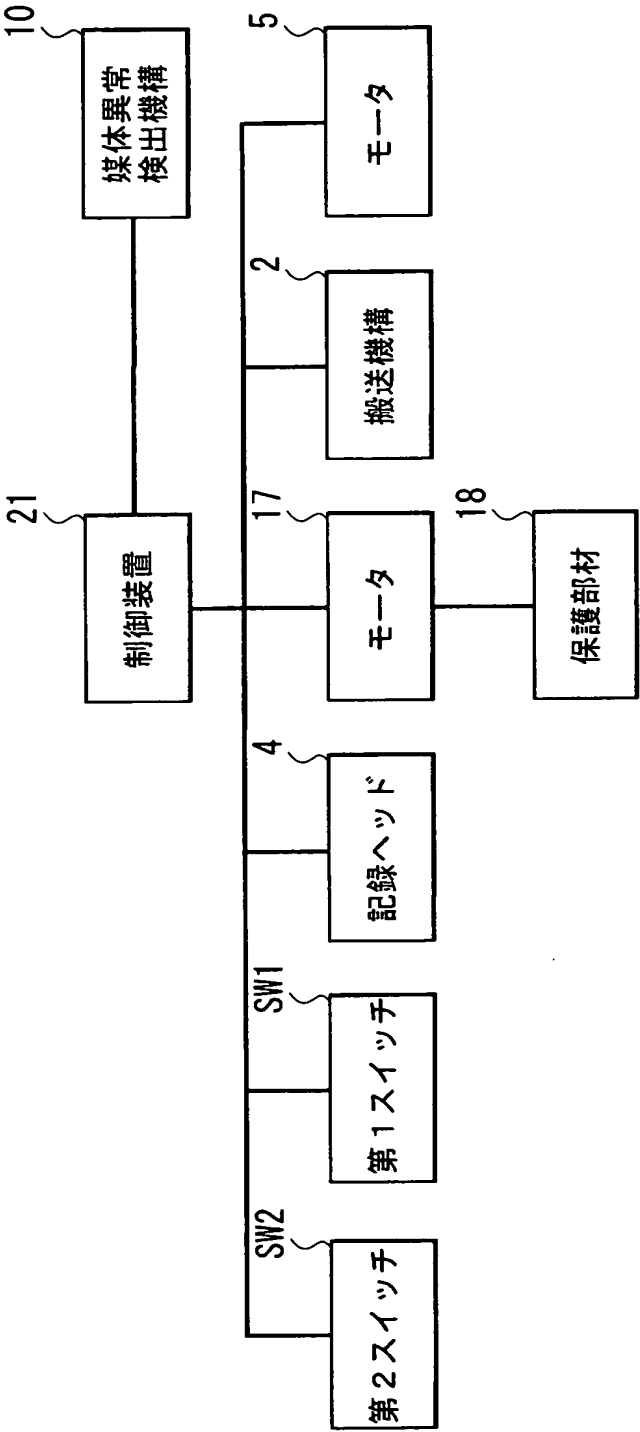 10
媒体異常
検出機構
21
制御装置
SW2
第2スイッチ
SW1
第1スイッチ
4
記録ヘッド
17
モータ
2
搬送機構
5
モータ
18
保護部材